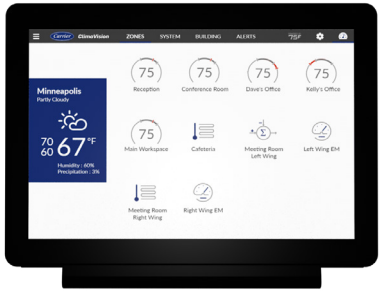 Carrier ClimaVision ZONES SYSTEM BUILDING ALERTS 75F
Minneapolis
Partly Cloudy
70
60
67°F
Humidity : 60%
Precipitation : 3%
75 75 75 75
Reception Conference Room Dave's Office Kelly's Office
75
Main Workspace Cafeteria Meeting Room Left Wing EM
Left Wing
Meeting Room Right Wing EM
Right Wing